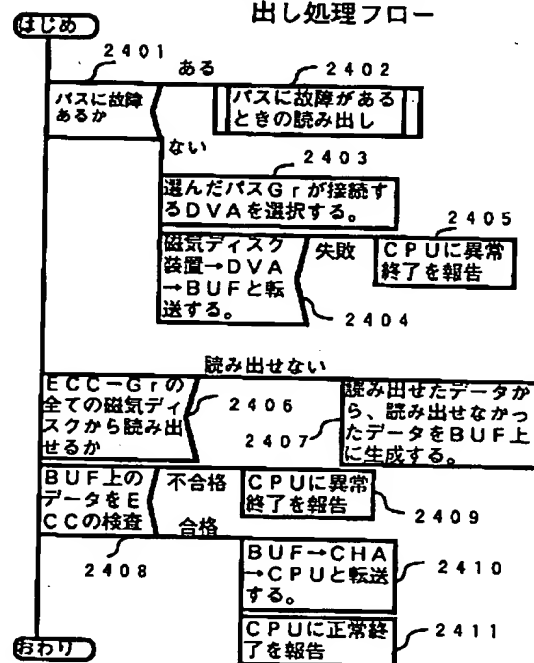 出し処理フロー
はじめ
2401
ある
2402
パスに故障
あるか
パスに故障がある
ときの読み出し
ない
2403
選んだパスGrが接続す
るDVAを選択する。
2405
磁気ディスク
装置→DVA
→BUFと転
送する。
失敗
CPUに異常
終了を報告
2404
読み出せない
ECC-Grの
全ての磁気ディ
スクから読み出
せるか
2406
2407
読み出せたデータか
ら、読み出せなかっ
たデータをBUF上
に生成する。
BUF上の
データをE
CCの検査
不合格
合格
CPUに異常
終了を報告
2409
2408
BUF→CHA
→CPUと転送
する。
2410
CPUに正常終
了を報告
2411
おわり